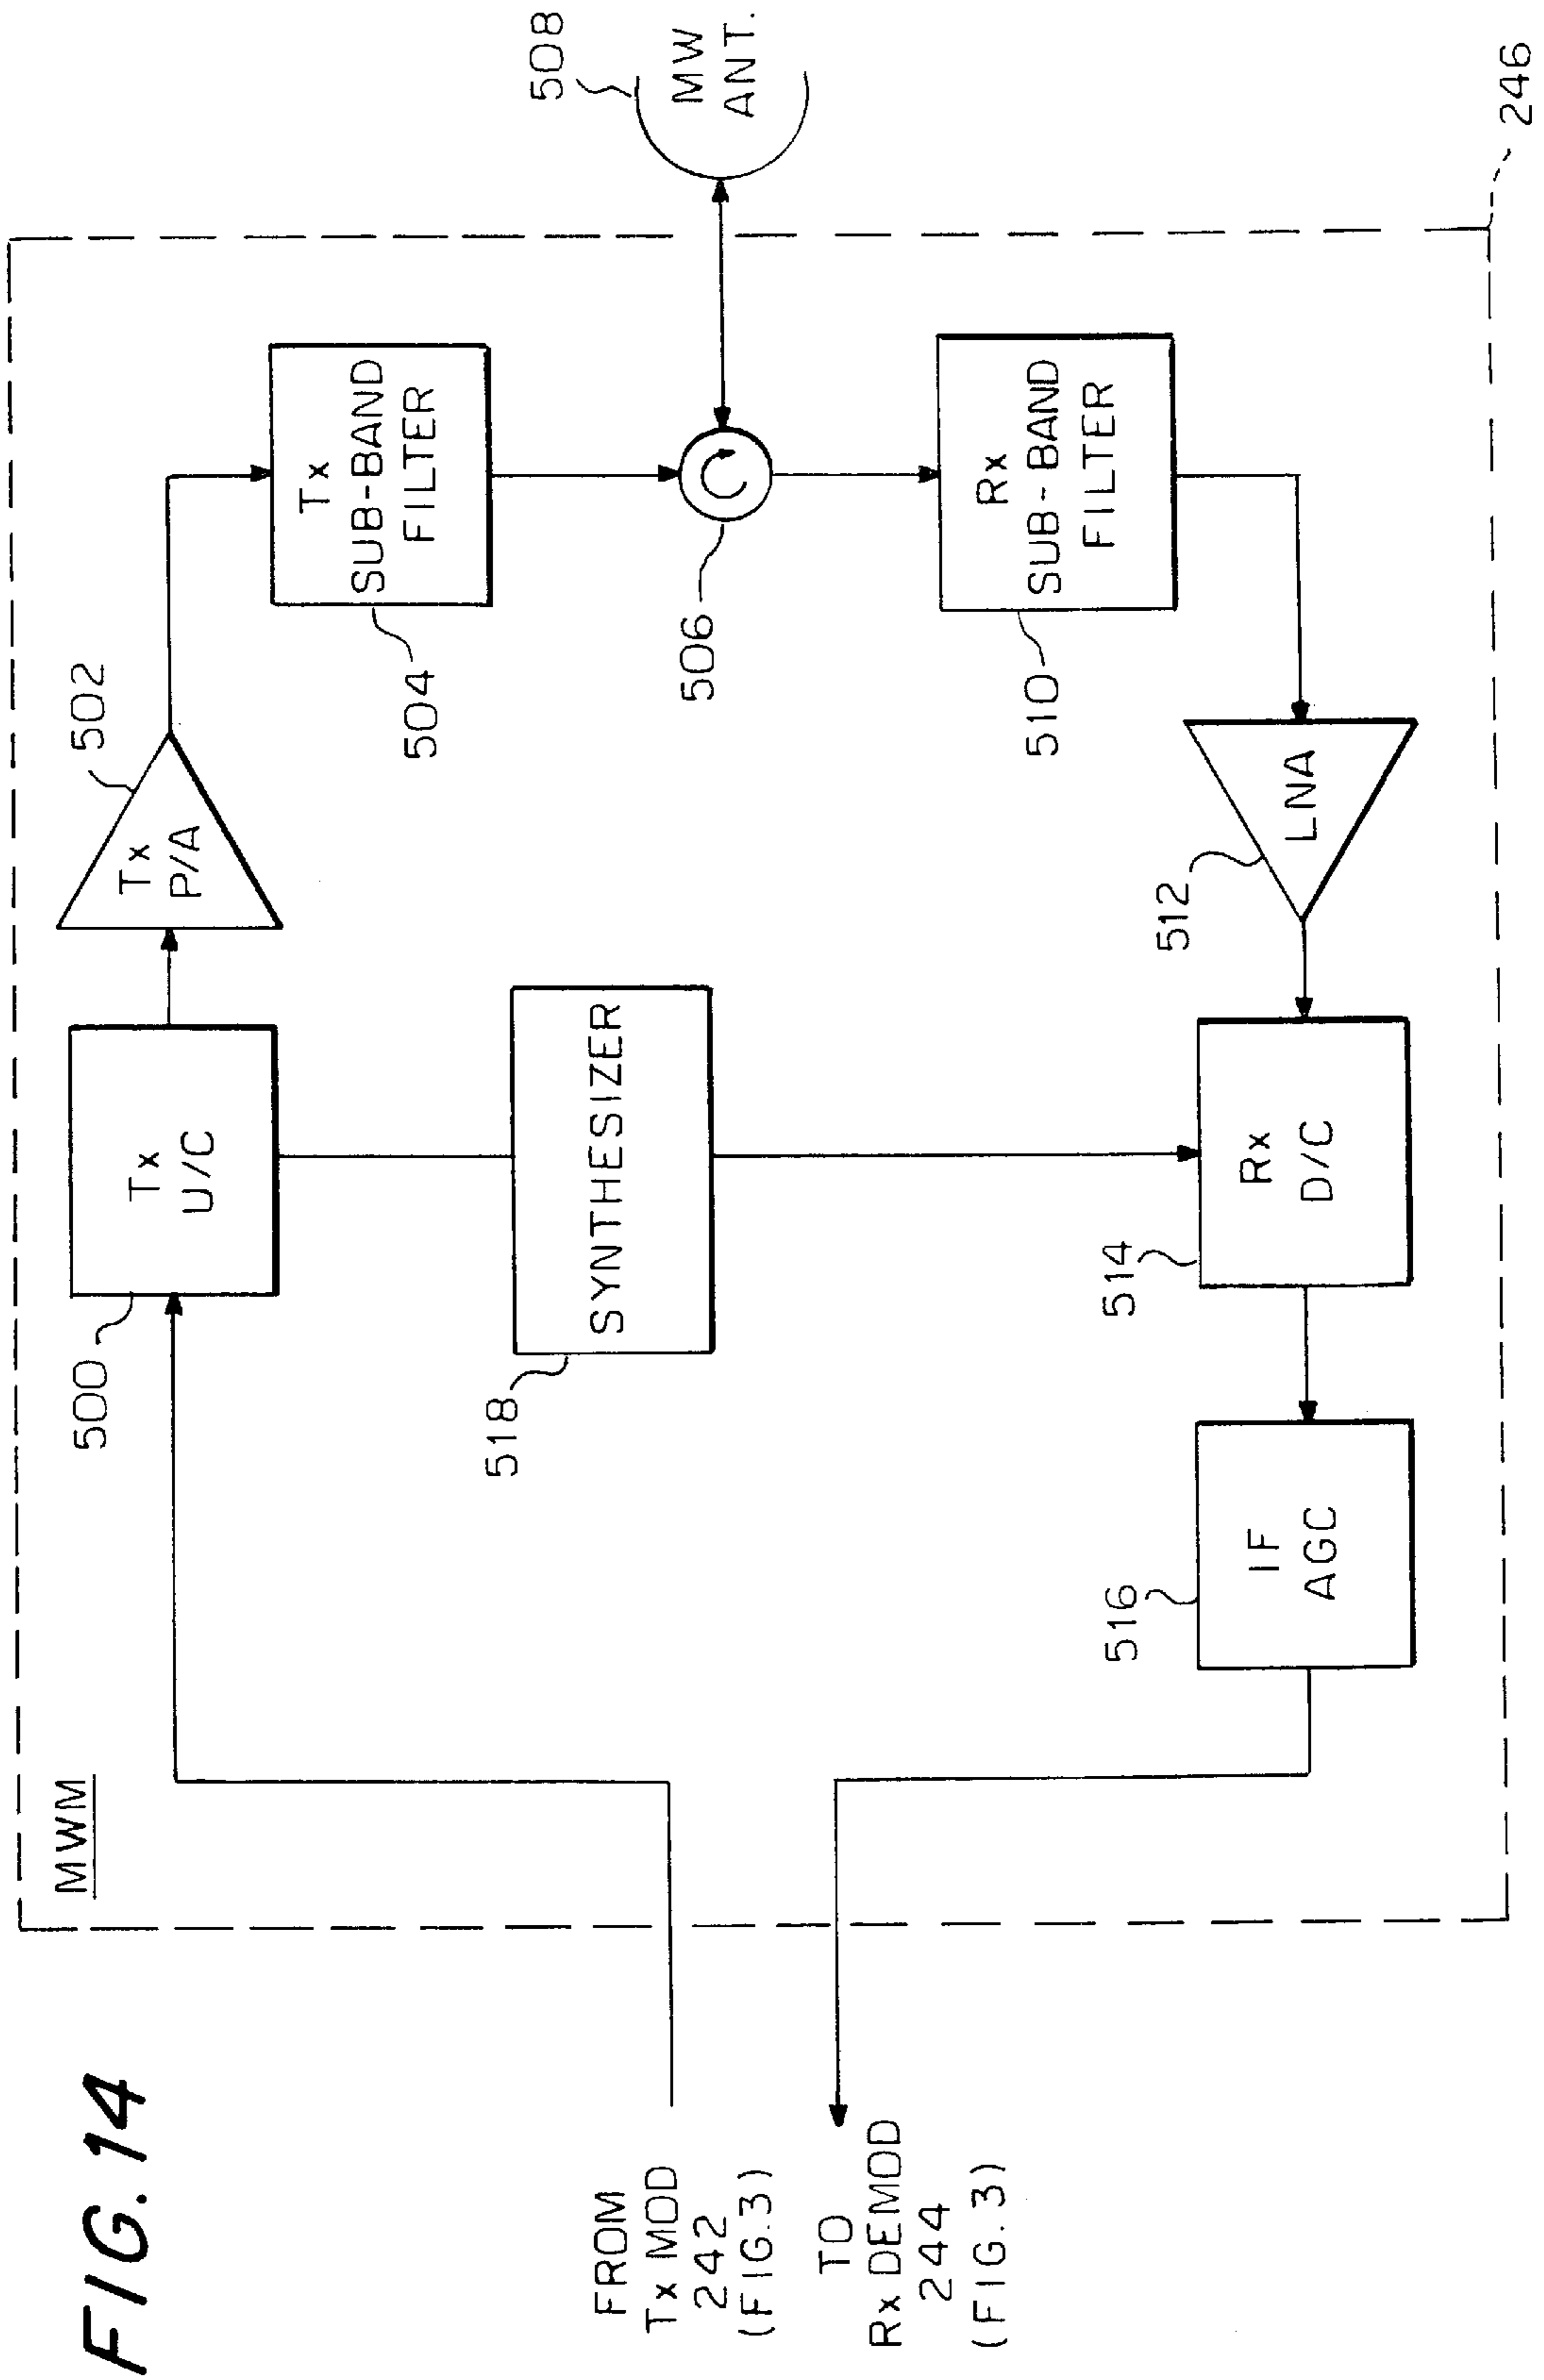 FIG. 14
MWM
FROM
Tx MOD
242
(FIG.3)
TO
Rx DEMOD
244
(FIG.3)
500
Tx
U/C
502
Tx
P/A
504
Tx
SUB-BAND
FILTER
506
508
MW
ANT.
510
Rx
SUB-BAND
FILTER
512
LNA
514
Rx
D/C
516
IF
AGC
518
SYNTHESIZER
246